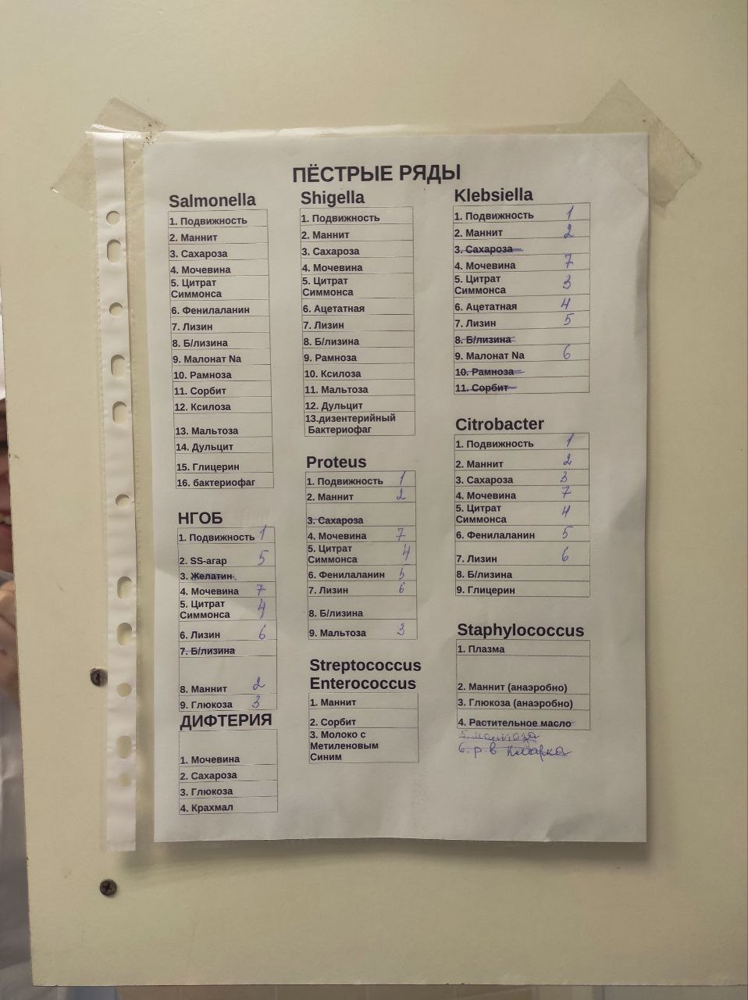 ПЁСТРЫЕ РЯДЫ
Salmonella
1. Подвижность
2. Маннит
3. Сахароза
4. Мочевина
5. Цитрат
Симмонса
6. Фенилаланин
7. Лизин
8. Б/лизина
9. Малонат Na
10. Рамноза
11. Сорбит
12. Ксилоза
13. Мальтоза
14. Дульцит
15. Глицерин
16. бактериофаг
НГОБ
1. Подвижность 1
2. SS-агар 5
3. Желатин
4. Мочевина 7
5. Цитрат
Симмонса 4
6. Лизин 6
7. Б/лизина
8. Маннит 2
9. Глюкоза 3
ДИФТЕРИЯ
1. Мочевина
2. Сахароза
3. Глюкоза
4. Крахмал
Shigella
1. Подвижность
2. Маннит
3. Сахароза
4. Мочевина
5. Цитрат
Симмонса
6. Ацетатная
7. Лизин
8. Б/лизина
9. Рамноза
10. Ксилоза
11. Мальтоза
12. Дульцит
13.дизентерийный
Бактериофаг
Proteus
1. Подвижность 1
2. Маннит 2
3. Сахароза
4. Мочевина 7
5. Цитрат
Симмонса 4
6. Фенилаланин 5
7. Лизин 6
8. Б/лизина
9. Мальтоза 3
Streptococcus
Enterococcus
1. Маннит
2. Сорбит
3. Молоко с
Метиленовым
Синим
Klebsiella
1. Подвижность 1
2. Маннит 2
3. Сахароза
4. Мочевина 7
5. Цитрат
Симмонса 3
6. Ацетатная 4
7. Лизин 5
8. Б/лизина
9. Малонат Na 6
10. Рамноза
11. Сорбит
Citrobacter
1. Подвижность 1
2. Маннит 2
3. Сахароза 3
4. Мочевина 7
5. Цитрат
Симмонса 4
6. Фенилаланин 5
7. Лизин 6
8. Б/лизина
9. Глицерин
Staphylococcus
1. Плазма
2. Маннит (анаэробно)
3. Глюкоза (анаэробно)
4. Растительное масло
5. мальтоза
6. р-в Кларка